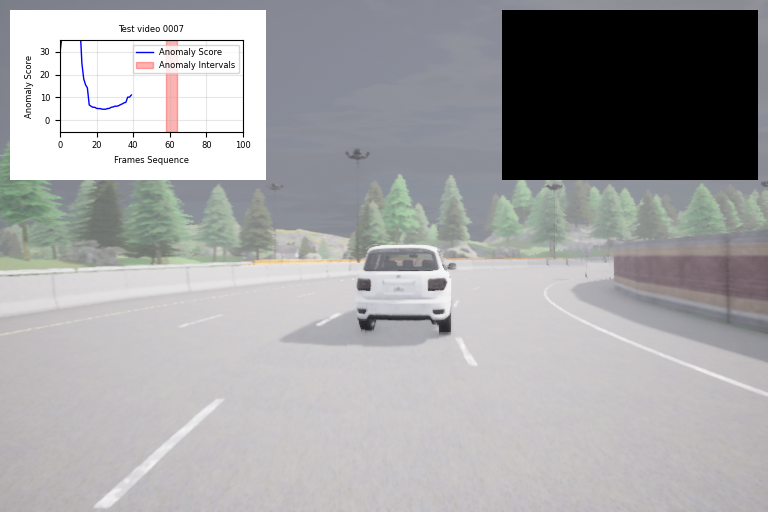 Test video 0007
Anomaly Score
Anomaly Intervals
Anomaly Score
30
20
10
0
0 20 40 60 80 100
Frames Sequence